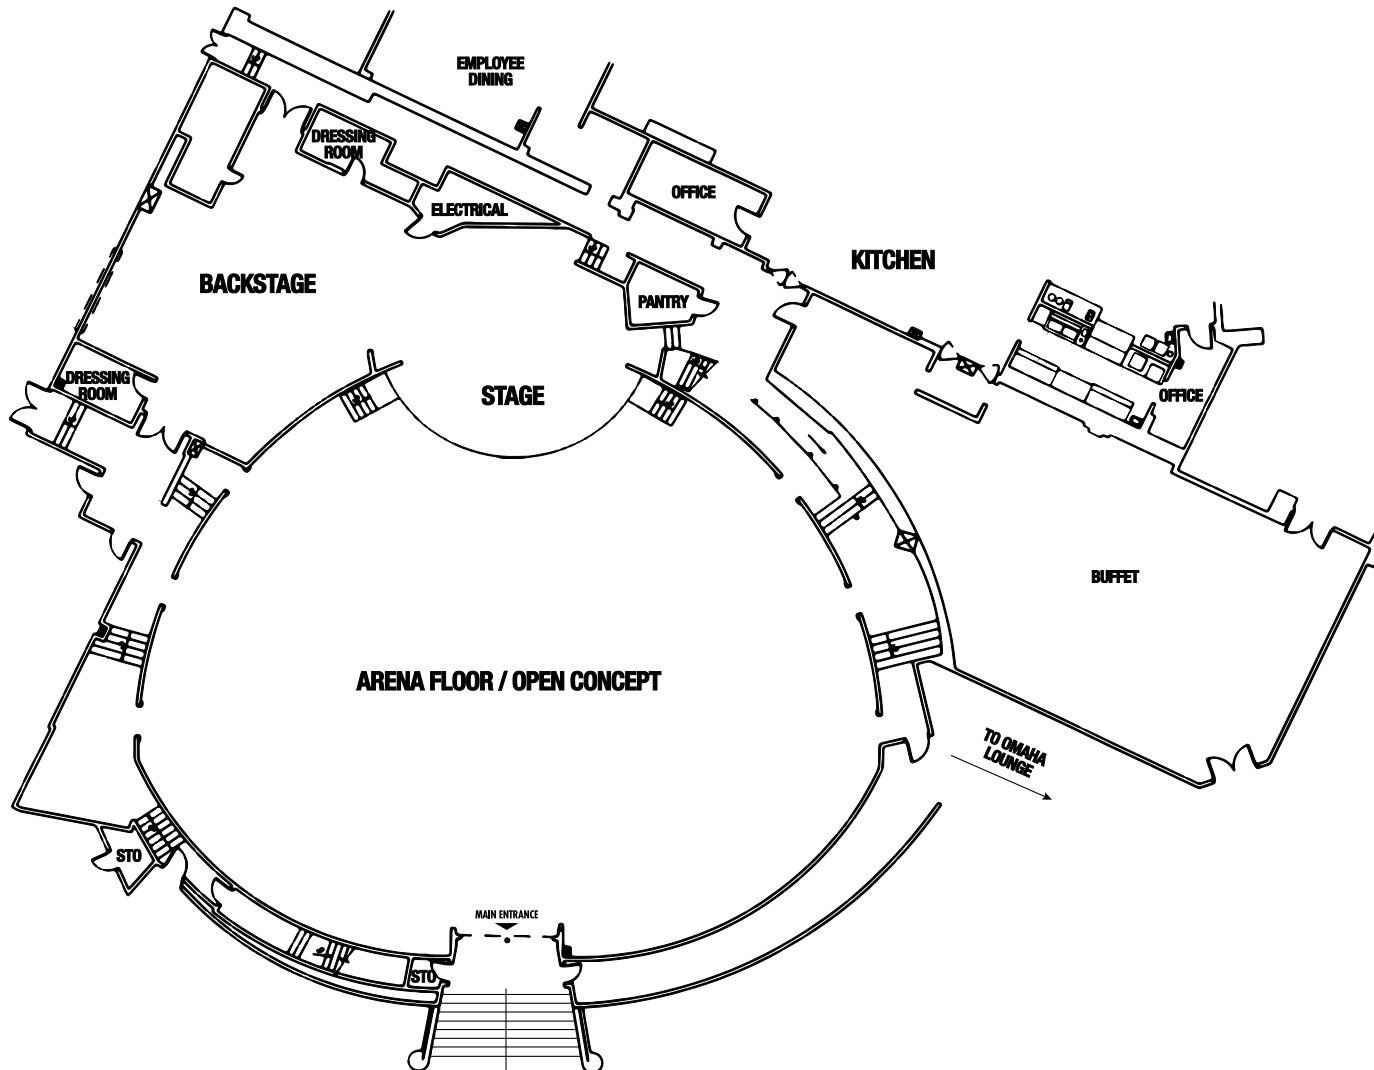 EMPLOYEE
DINING
DRESSING
ROOM
OFFICE
ELECTRICAL
KITCHEN
BACKSTAGE
PANTRY
DRESSING
ROOM
STAGE
OFFICE
BUFFET
ARENA FLOOR / OPEN CONCEPT
TO OMAHA
LOUNGE
STO
MAIN ENTRANCE
STO